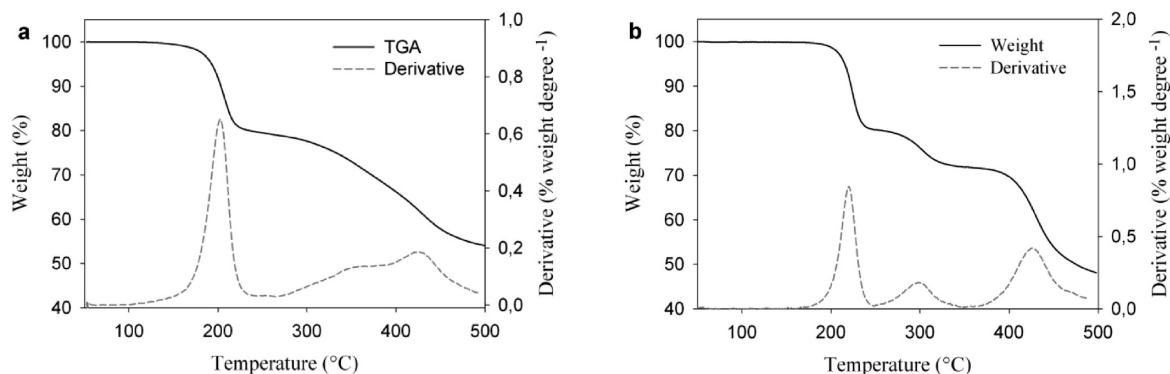 a
TGA
Derivative
100
90
80
70
60
50
40
Weight (%)
1,0
0,8
0,6
0,4
0,2
0,0
Derivative (% weight degree ⁻¹)
100
200
300
400
500
Temperature (°C)
b
Weight
Derivative
100
90
80
70
60
50
40
Weight (%)
2,0
1,5
1,0
0,5
0,0
Derivative (% weight degree ⁻¹)
100
200
300
400
500
Temperature (°C)